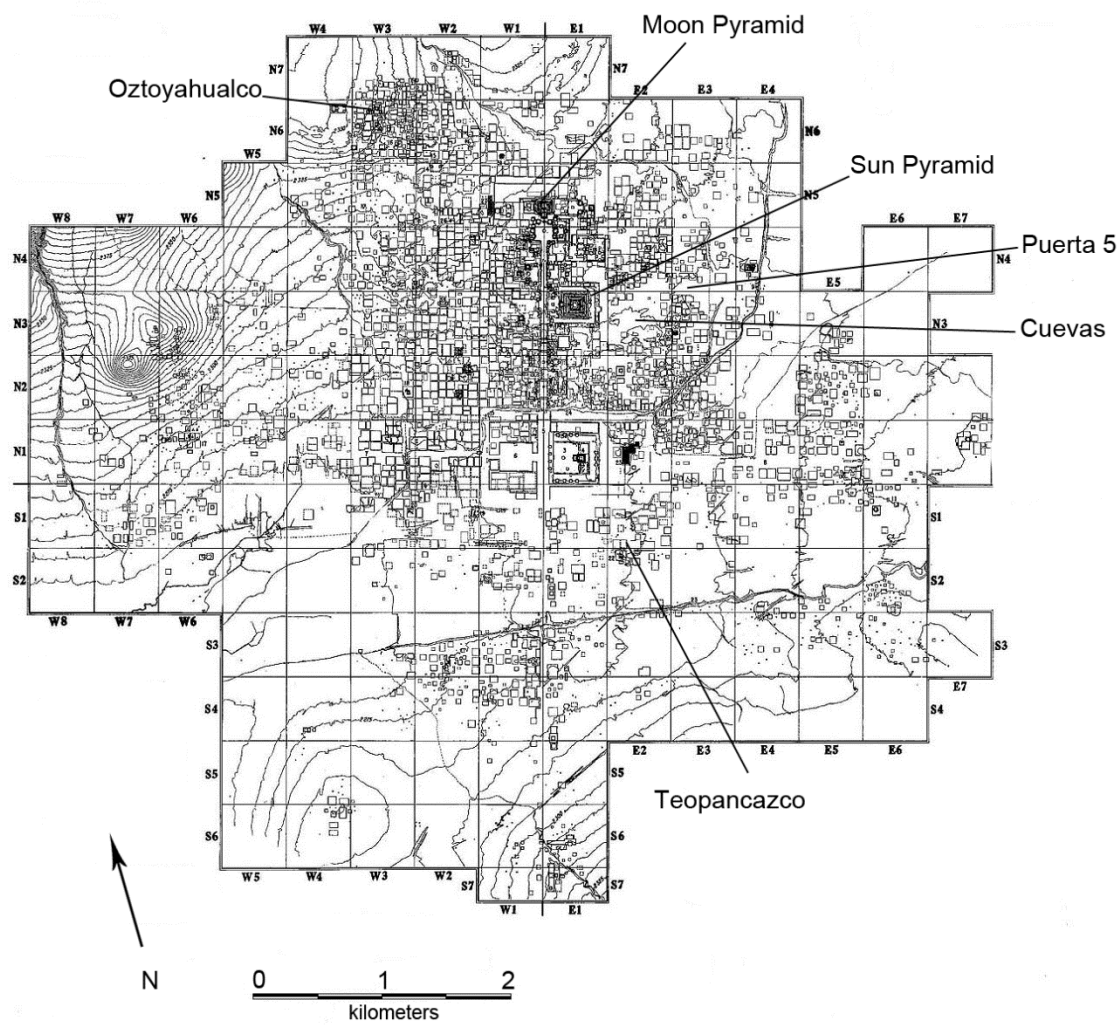 Moon Pyramid
W4 W3 W2 W1 E1
N7 N7
Oztoyahualco
E2 E3 E4
N6 N6
Sun Pyramid
W5
N5 N5
W8 W7 W6
E6 E7
Puerta 5
N4 N4
E5
N3 N3
Cuevas
N2
N1
S1 S1
S2 S2
W8 W7 W6
S3 S3
E7
S4 S4
E2 E3 E4 E5 E6
S5 S5
Teopancazco
S6 S6
W5 W4 W3 W2 S7 S7
W1 E1
N
0 1 2
kilometers